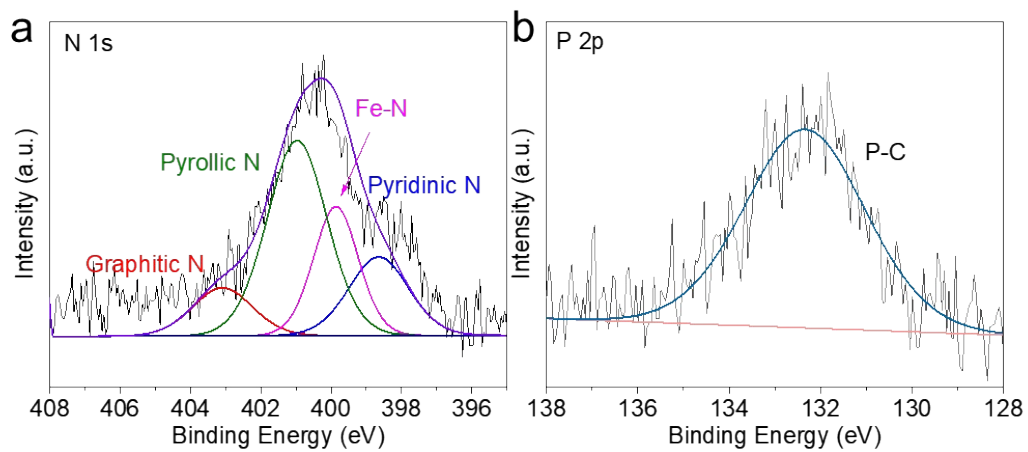 a
N 1s
Fe-N
Pyrollic N
Pyridinic N
Graphitic N
Intensity (a.u.)
408 406 404 402 400 398 396
Binding Energy (eV)
b
P 2p
P-C
Intensity (a.u.)
138 136 134 132 130 128
Binding Energy (eV)